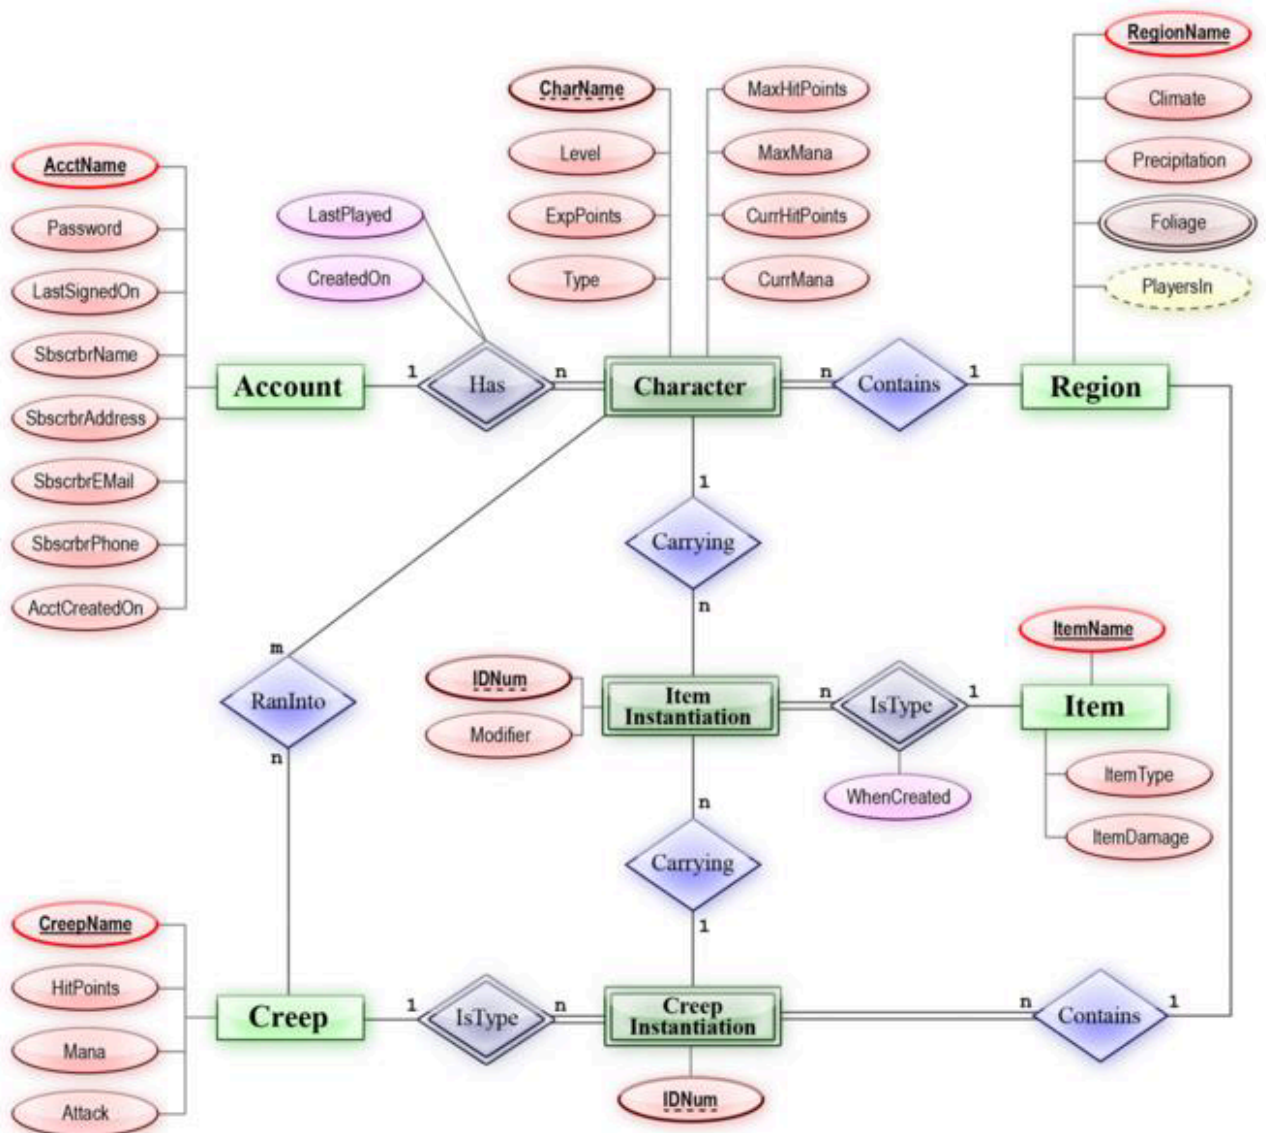 RegionName
CharName
MaxHitPoints
Climate
AcctName
Level
MaxMana
Precipitation
Password
LastPlayed
ExpPoints
CurrHitPoints
Foliage
LastSignedOn
CreatedOn
Type
CurrMana
PlayersIn
SbscrbrName
Account
1
Has
n
Character
n
Contains
1
Region
SbscrbrAddress
SbscrbrEMail
1
SbscrbrPhone
Carrying
AcctCreatedOn
n
ItemName
m
RanInto
IDNum
Item
Instantiation
n
IsType
1
Item
Modifier
n
ItemType
WhenCreated
n
ItemDamage
Carrying
CreepName
1
HitPoints
Creep
1
IsType
n
Creep
Instantiation
n
Contains
1
Mana
Attack
IDNum